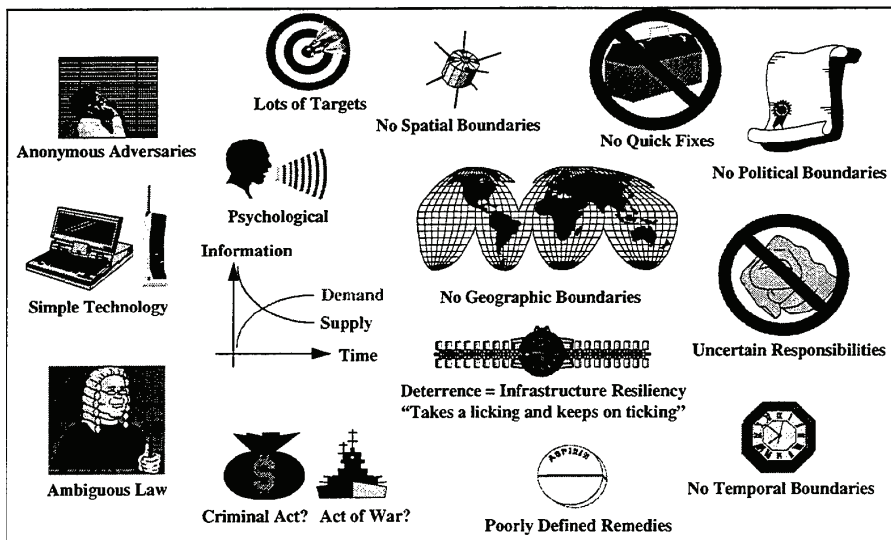 Lots of Targets
No Spatial Boundaries
No Quick Fixes
Anonymous Adversaries
No Political Boundaries
Psychological
Information
Demand
Supply
Time
Simple Technology
No Geographic Boundaries
Uncertain Responsibilities
Deterrence = Infrastructure Resiliency
“Takes a licking and keeps on ticking”
Ambiguous Law
$
Criminal Act? Act of War?
ASPIRIN
Poorly Defined Remedies
No Temporal Boundaries